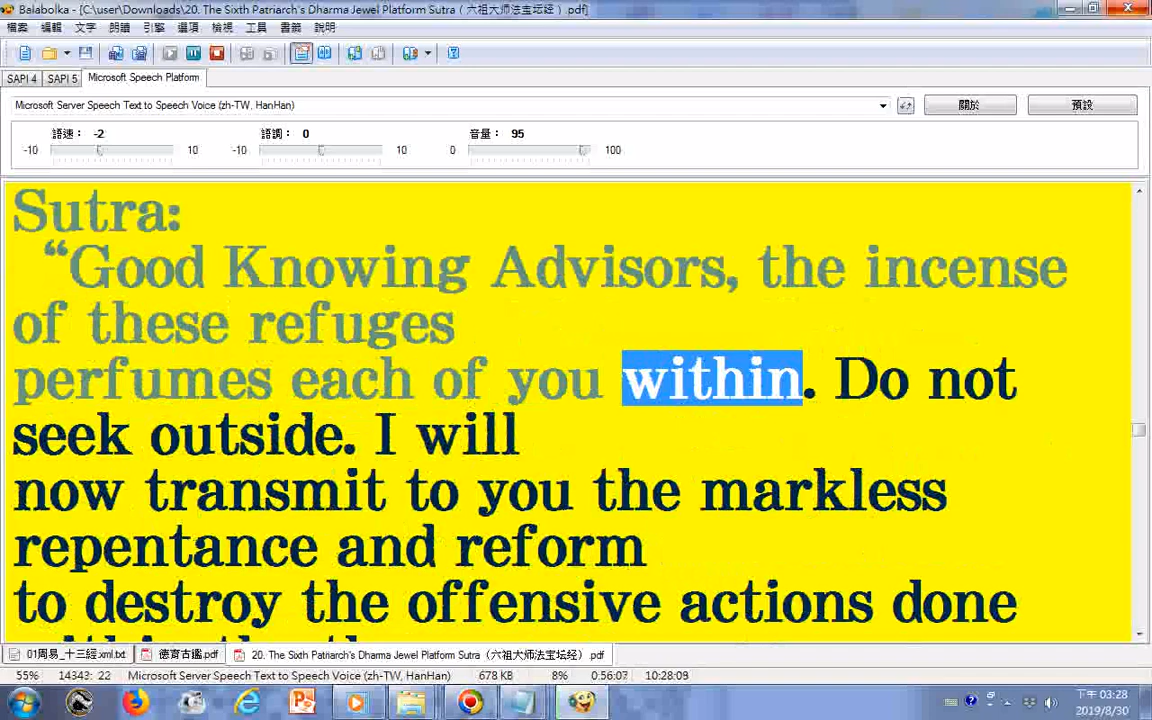 Balabolka - [C:\user\Downloads\20. The Sixth Patriarch's Dharma Jewel Platform Sutra（六祖大师法宝坛经）pdf]
檔案 編輯 文字 朗讀 引擎 選項 檢視 工具 書籤 說明
SAPI 4 SAPI 5 Microsoft Speech Platform
Microsoft Server Speech Text to Speech Voice (zh-TW, HanHan)
關於 預設
語速： -2 語調： 0 音量： 95
-10 10 -10 10 0 100
Sutra:
“Good Knowing Advisors, the incense
of these refuges
perfumes each of you within. Do not
seek outside. I will
now transmit to you the markless
repentance and reform
to destroy the offensive actions done
01周易_十三經.xml.txt 德育古鑑.pdf 20. The Sixth Patriarch's Dharma Jewel Platform Sutra（六祖大师法宝坛经）.pdf
55% 14343: 22 Microsoft Server Speech Text to Speech Voice (zh-TW, HanHan) 678 KB 8% 0:56:07 10:28:09
下午 03:28
2019/8/30